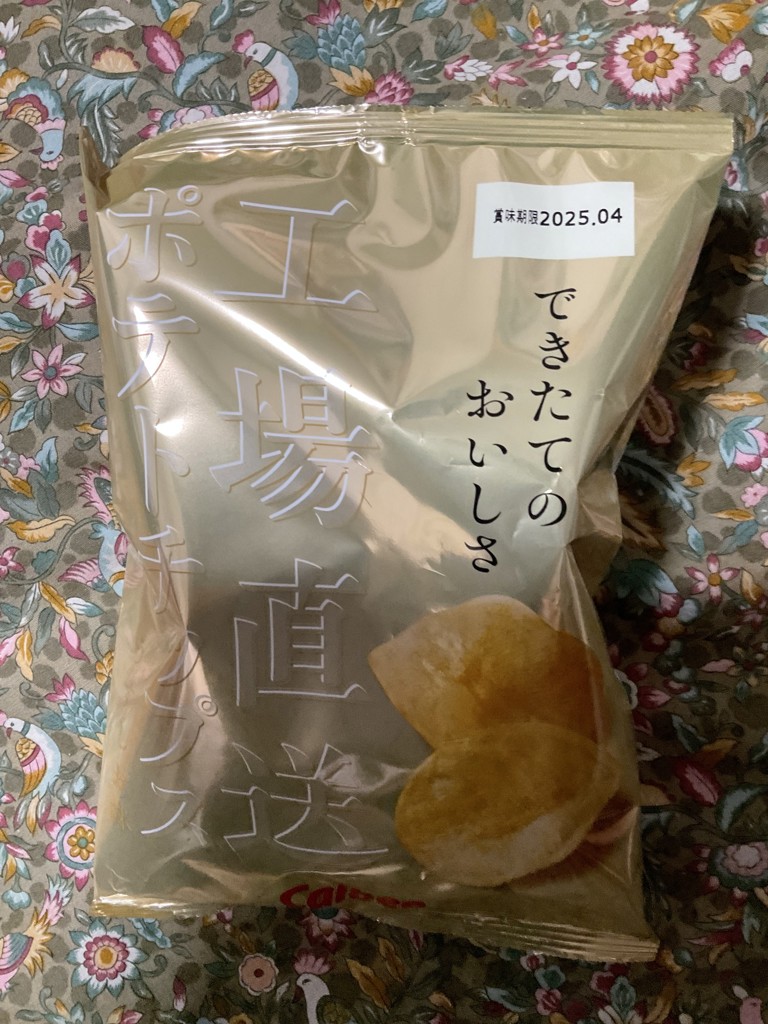 賞味期限2025.04
できたての
おいしさ
工場直送
ポテトチップス
Calbee